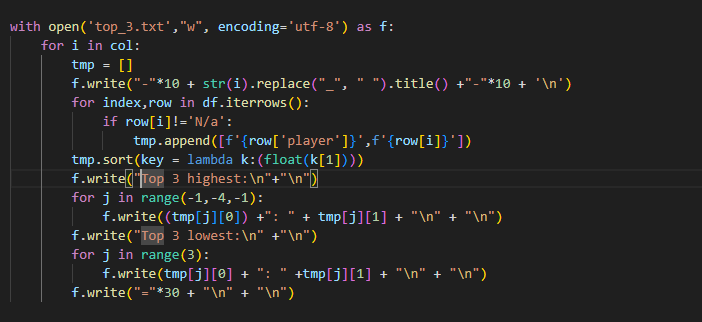 with open('top_3.txt',"w", encoding='utf-8') as f:
    for i in col:
        tmp = []
        f.write("-"*10 + str(i).replace("_", " ").title() +"-"*10 + '\n')
        for index,row in df.iterrows():
            if row[i]!='N/a':
                tmp.append([f'{row['player']}',f'{row[i]}'])
        tmp.sort(key = lambda k:(float(k[1])))
        f.write("Top 3 highest:\n"+"\n")
        for j in range(-1,-4,-1):
            f.write((tmp[j][0]) +": " + tmp[j][1] + "\n" + "\n")
        f.write("Top 3 lowest:\n" +"\n")
        for j in range(3):
            f.write(tmp[j][0] + ": " +tmp[j][1] + "\n" + "\n")
        f.write("="*30 + "\n" + "\n")